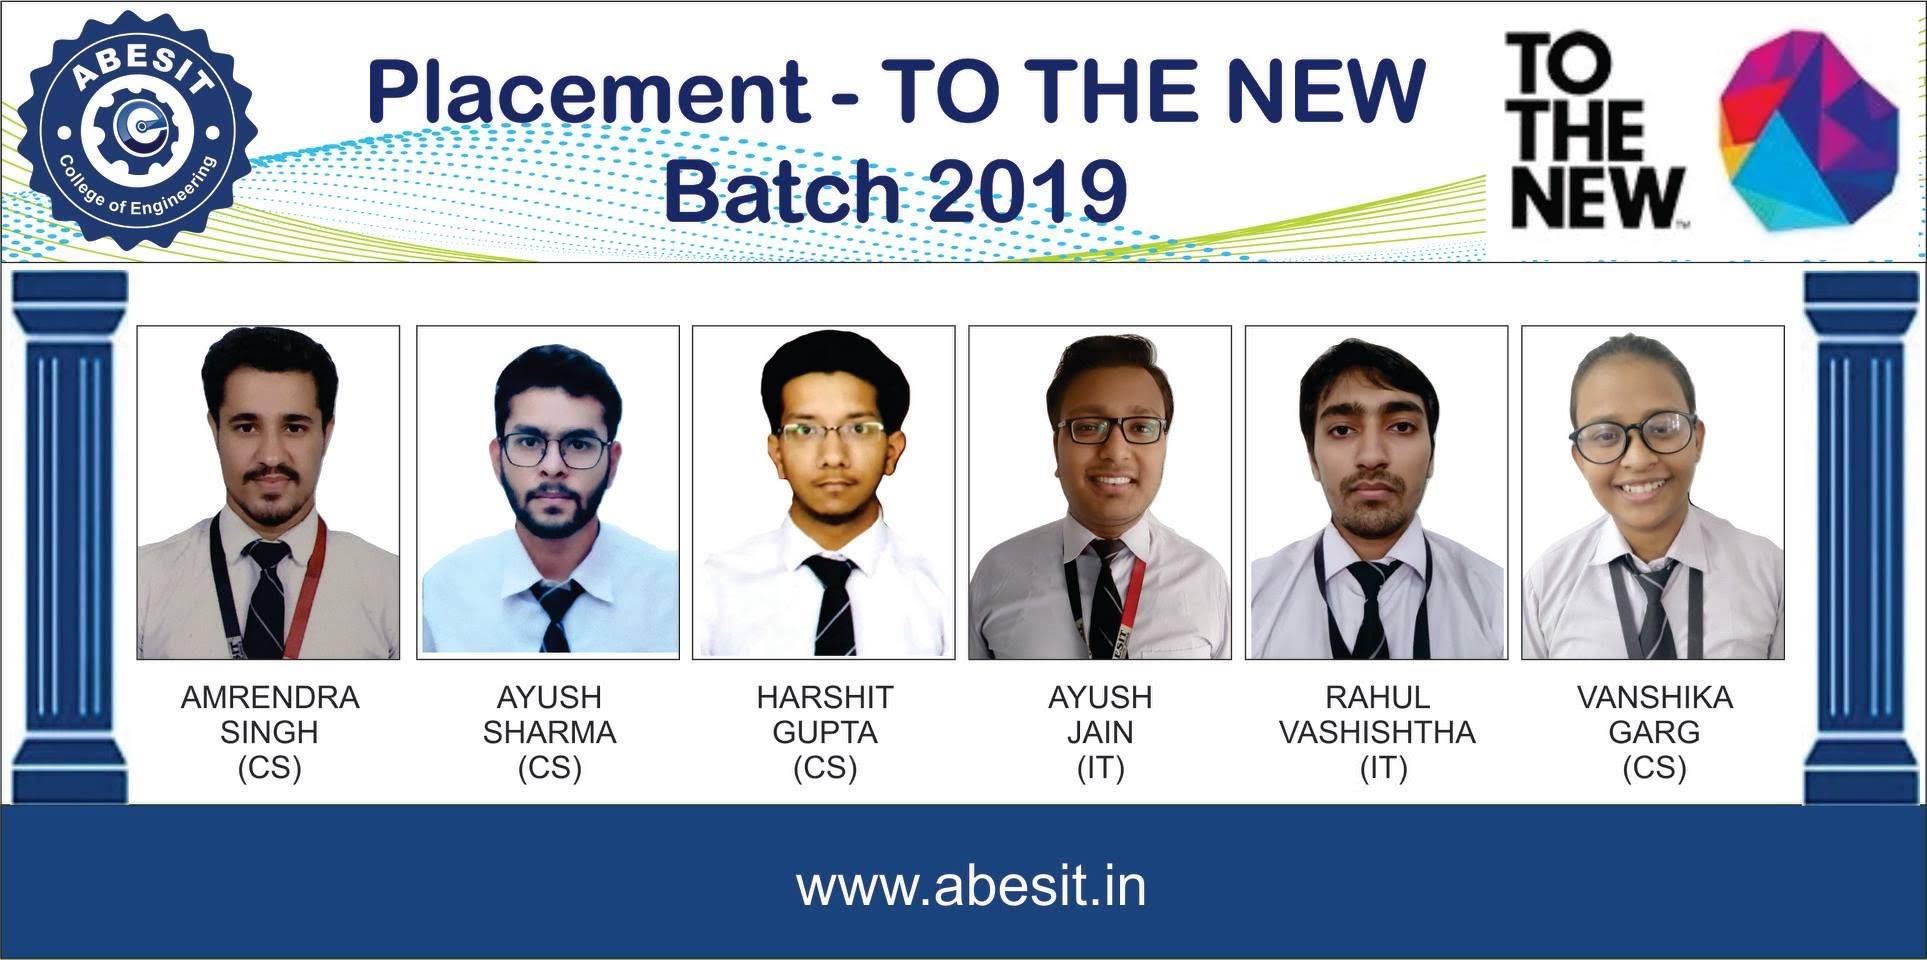 ABESIT
College of Engineering
Placement - TO THE NEW
Batch 2019
TO
THE
NEW™
AMRENDRA
SINGH
(CS)
AYUSH
SHARMA
(CS)
HARSHIT
GUPTA
(CS)
AYUSH
JAIN
(IT)
RAHUL
VASHISHTHA
(IT)
VANSHIKA
GARG
(CS)
www.abesit.in